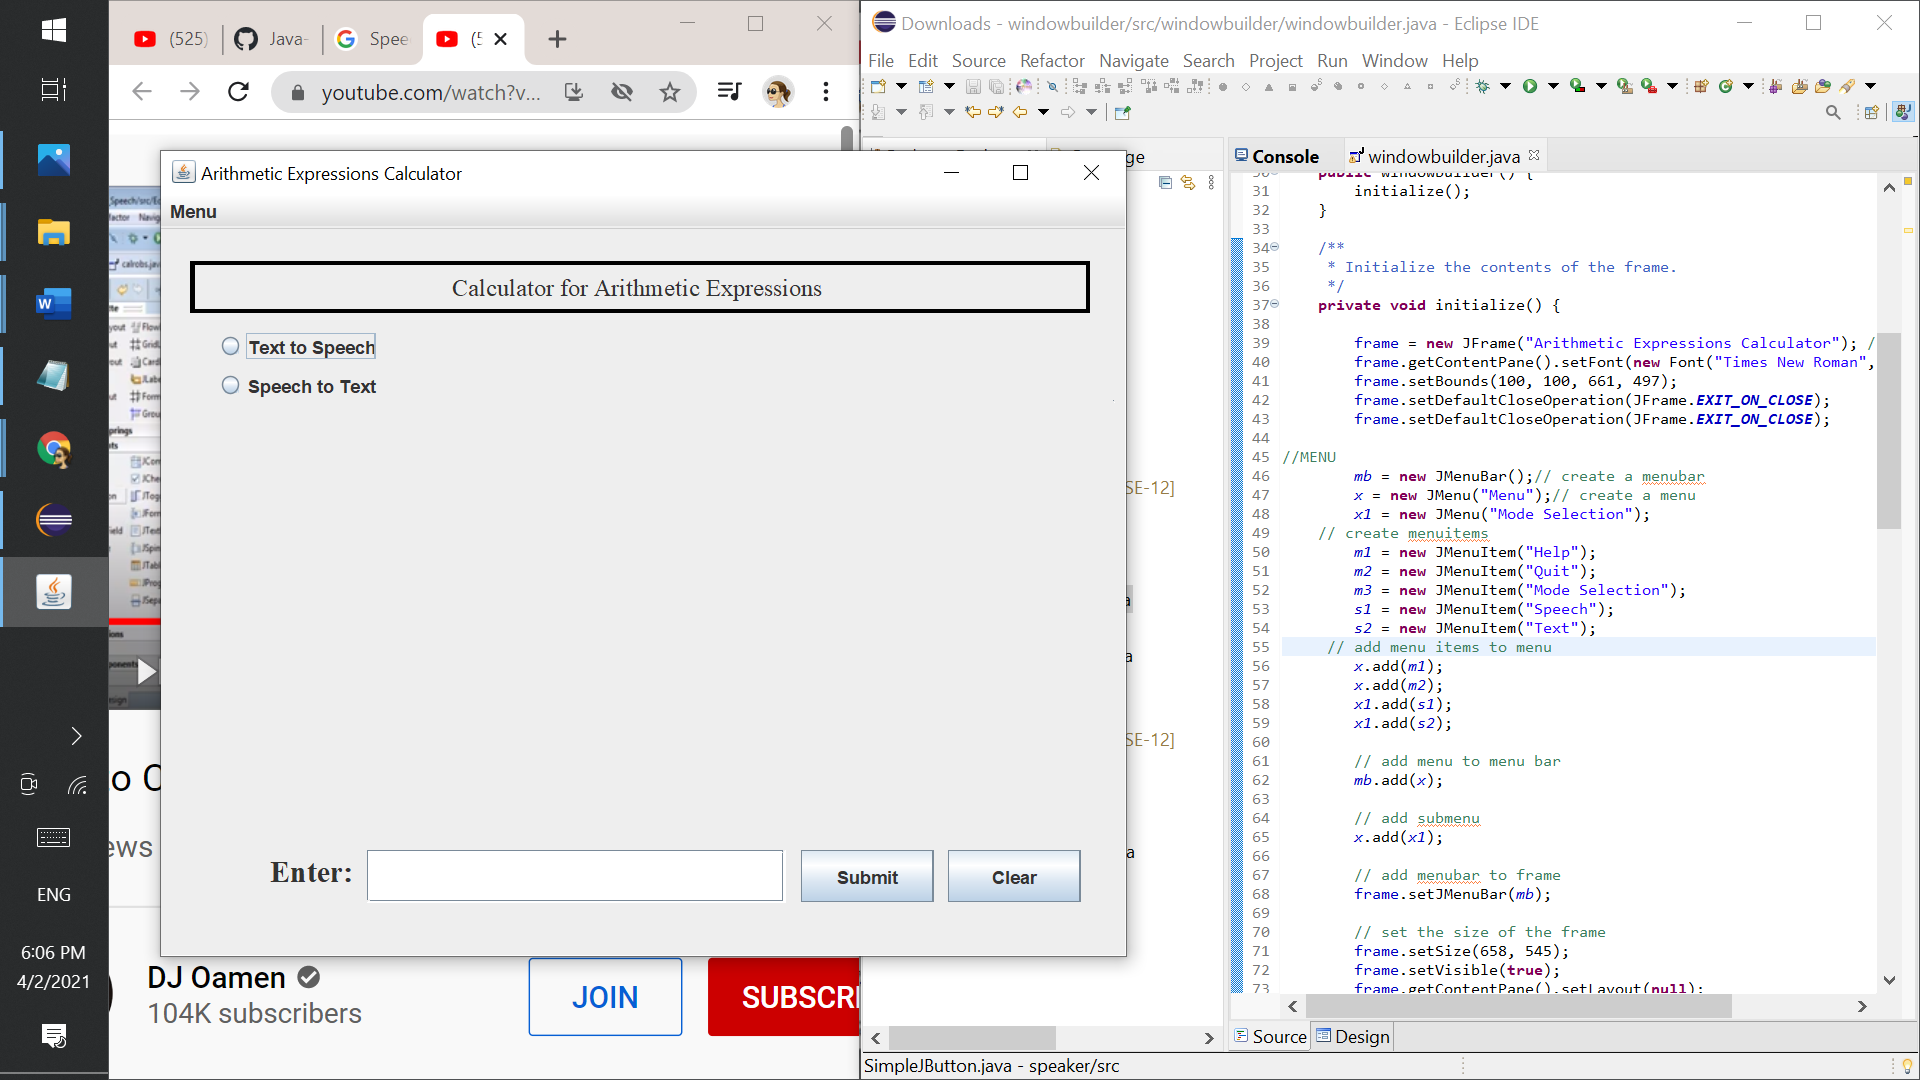 (525)
Java-
Spee
(5
youtube.com/watch?v...
Downloads - windowbuilder/src/windowbuilder/windowbuilder.java - Eclipse IDE
File Edit Source Refactor Navigate Search Project Run Window Help
Arithmetic Expressions Calculator
Menu
Calculator for Arithmetic Expressions
Text to Speech
Speech to Text
Enter:
Submit
Clear
ge
SE-12]
a
a
SE-12]
a
Console
windowbuilder.java
30 public windowbuilder() {
31 initialize();
32 }
33
34 /**
35 * Initialize the contents of the frame.
36 */
37 private void initialize() {
38
39 frame = new JFrame("Arithmetic Expressions Calculator"); /
40 frame.getContentPane().setFont(new Font("Times New Roman",
41 frame.setBounds(100, 100, 661, 497);
42 frame.setDefaultCloseOperation(JFrame.EXIT_ON_CLOSE);
43 frame.setDefaultCloseOperation(JFrame.EXIT_ON_CLOSE);
44
45 //MENU
46 mb = new JMenuBar();// create a menubar
47 x = new JMenu("Menu");// create a menu
48 x1 = new JMenu("Mode Selection");
49 // create menuitems
50 m1 = new JMenuItem("Help");
51 m2 = new JMenuItem("Quit");
52 m3 = new JMenuItem("Mode Selection");
53 s1 = new JMenuItem("Speech");
54 s2 = new JMenuItem("Text");
55 // add menu items to menu
56 x.add(m1);
57 x.add(m2);
58 x1.add(s1);
59 x1.add(s2);
60
61 // add menu to menu bar
62 mb.add(x);
63
64 // add submenu
65 x.add(x1);
66
67 // add menubar to frame
68 frame.setJMenuBar(mb);
69
70 // set the size of the frame
71 frame.setSize(658, 545);
72 frame.setVisible(true);
73 frame.getContentPane().setLayout(null);
Source
Design
SimpleJButton.java - speaker/src
o C
ews
DJ Oamen
104K subscribers
JOIN
SUBSCRI
ENG
6:06 PM
4/2/2021